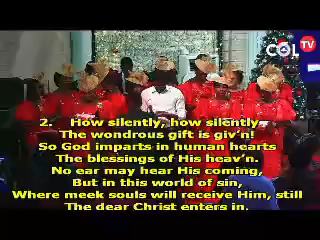 COL
TV
2. How silently, how silently
The wondrous gift is giv'n!
So God imparts in human hearts
The blessings of His heav'n.
No ear may hear His coming,
But in this world of sin,
Where meek souls will receive Him, still
The dear Christ enters in.